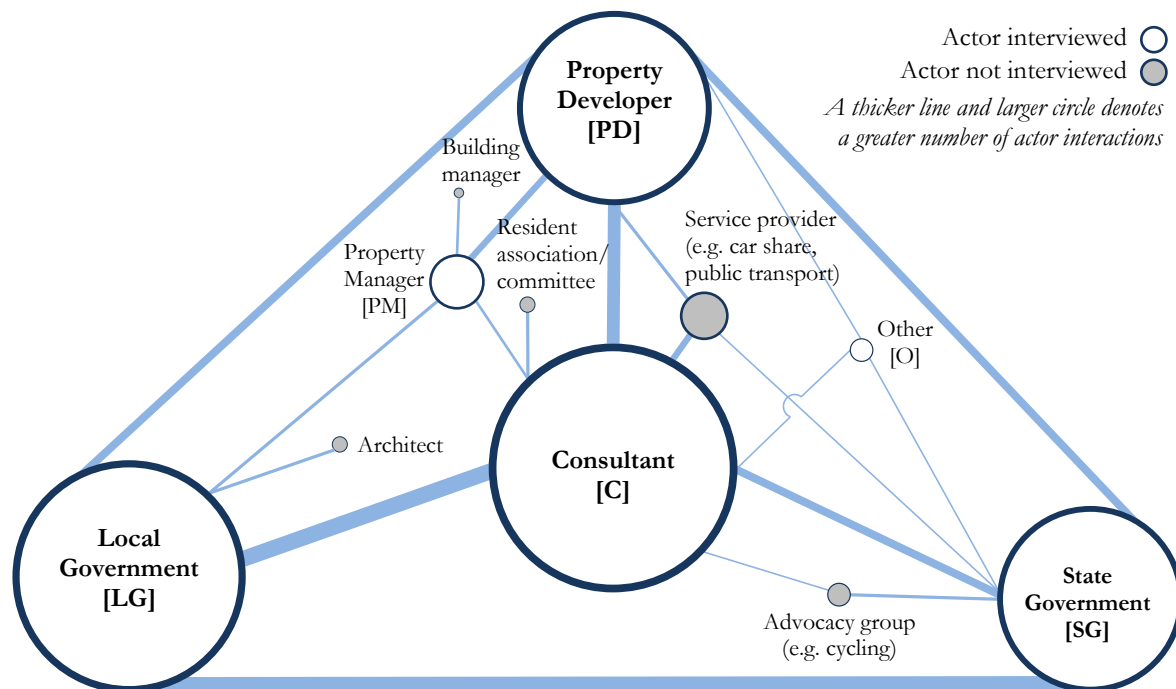 Actor interviewed
Actor not interviewed
A thicker line and larger circle denotes
a greater number of actor interactions
Property
Developer
[PD]
Building
manager
Resident
association/
committee
Service provider
(e.g. car share,
public transport)
Property
Manager
[PM]
Other
[O]
Architect
Consultant
[C]
Local
Government
[LG]
State
Government
[SG]
Advocacy group
(e.g. cycling)